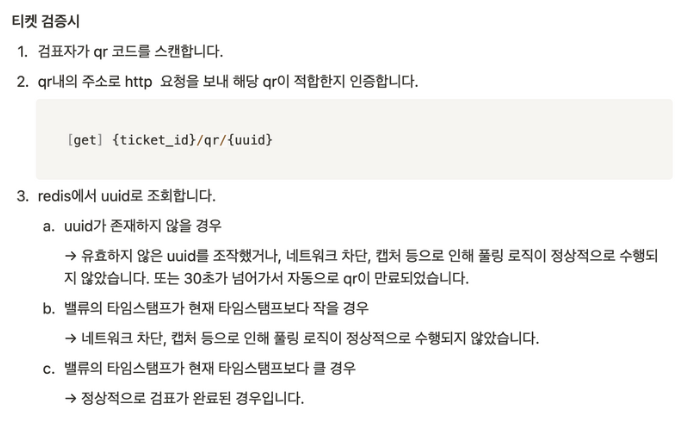 티켓 검증시
1. 검표자가 qr 코드를 스캔합니다.
2. qr내의 주소로 http 요청을 보내 해당 qr이 적합한지 인증합니다.
[get] {ticket_id}/qr/{uuid}
3. redis에서 uuid로 조회합니다.
a. uuid가 존재하지 않을 경우
→ 유효하지 않은 uuid를 조작했거나, 네트워크 차단, 캡처 등으로 인해 풀링 로직이 정상적으로 수행되
지 않았습니다. 또는 30초가 넘어가서 자동으로 qr이 만료되었습니다.
b. 밸류의 타임스탬프가 현재 타임스탬프보다 작을 경우
→ 네트워크 차단, 캡처 등으로 인해 풀링 로직이 정상적으로 수행되지 않았습니다.
c. 밸류의 타임스탬프가 현재 타임스탬프보다 클 경우
→ 정상적으로 검표가 완료된 경우입니다.